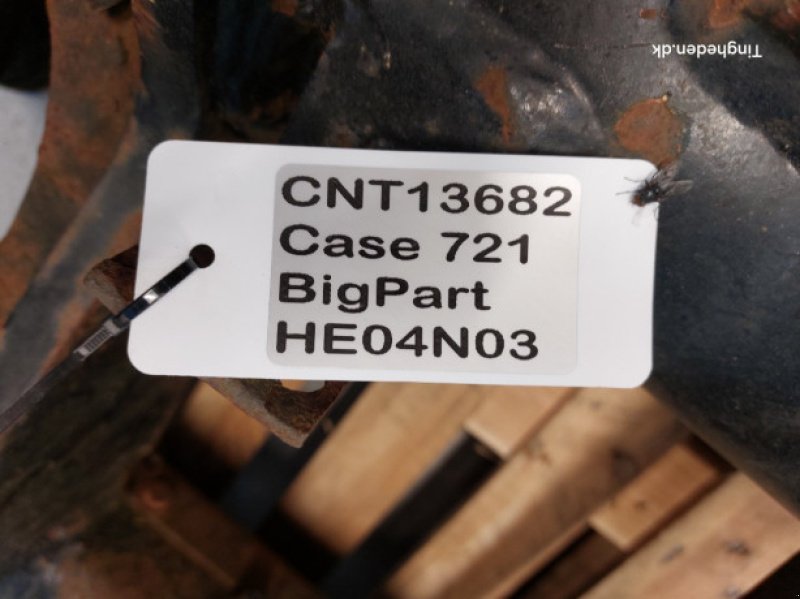 Tingheden.dk
CNT13682
Case 721
BigPart
HE04N03